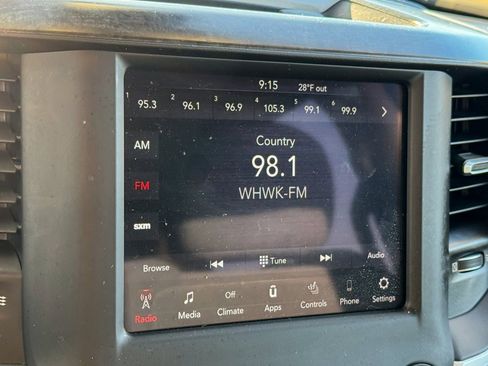 9:15 28°F out
1 95.3 2 96.1 3 96.9 4 105.3 5 99.1 6 99.9
AM
Country
98.1
FM
WHWK-FM
sxm
Browse Tune Audio
Radio Media Off Climate Apps Controls Phone Settings